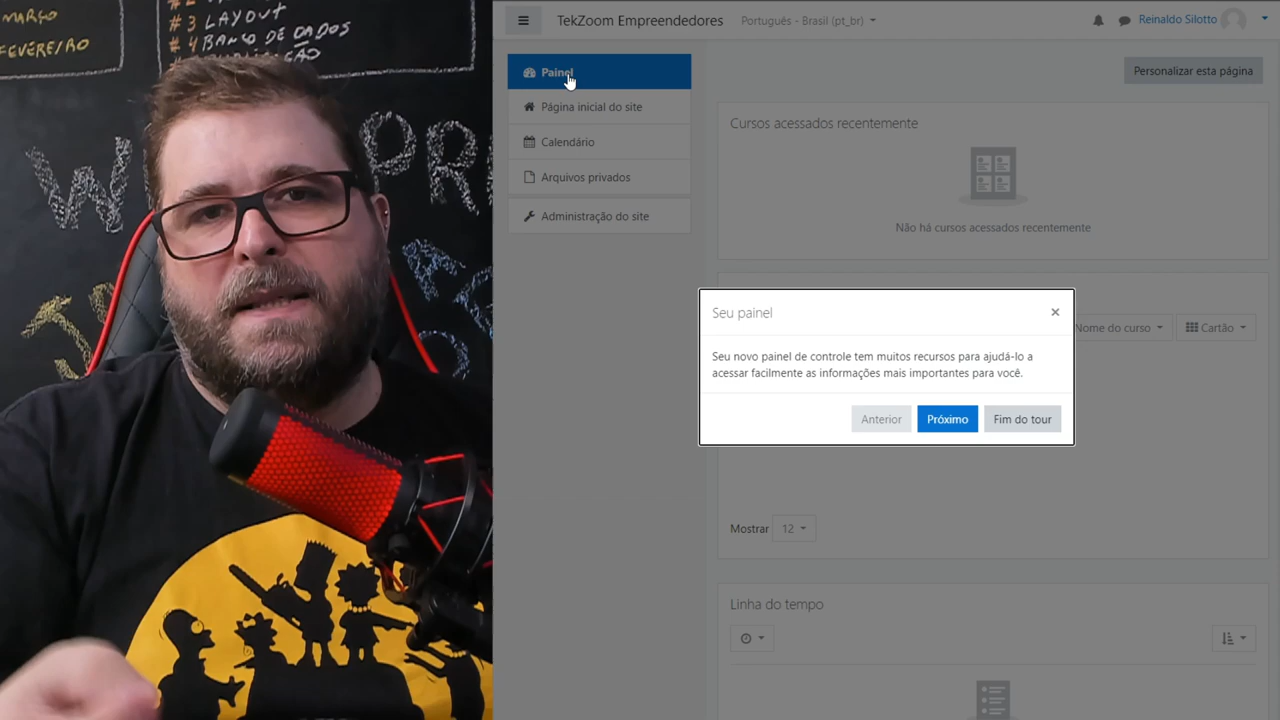 MARÇO
FEVEREIRO
# 3 LAYOUT
# 4 BANCO DE DADOS
TekZoom Empreendedores
Português - Brasil (pt_br)
Reinaldo Silotto
Painel
Página inicial do site
Calendário
Arquivos privados
Administração do site
Personalizar esta página
Cursos acessados recentemente
Não há cursos acessados recentemente
Nome do curso
Cartão
Seu painel
×
Seu novo painel de controle tem muitos recursos para ajudá-lo a
acessar facilmente as informações mais importantes para você.
Anterior
Próximo
Fim do tour
Mostrar
12
Linha do tempo